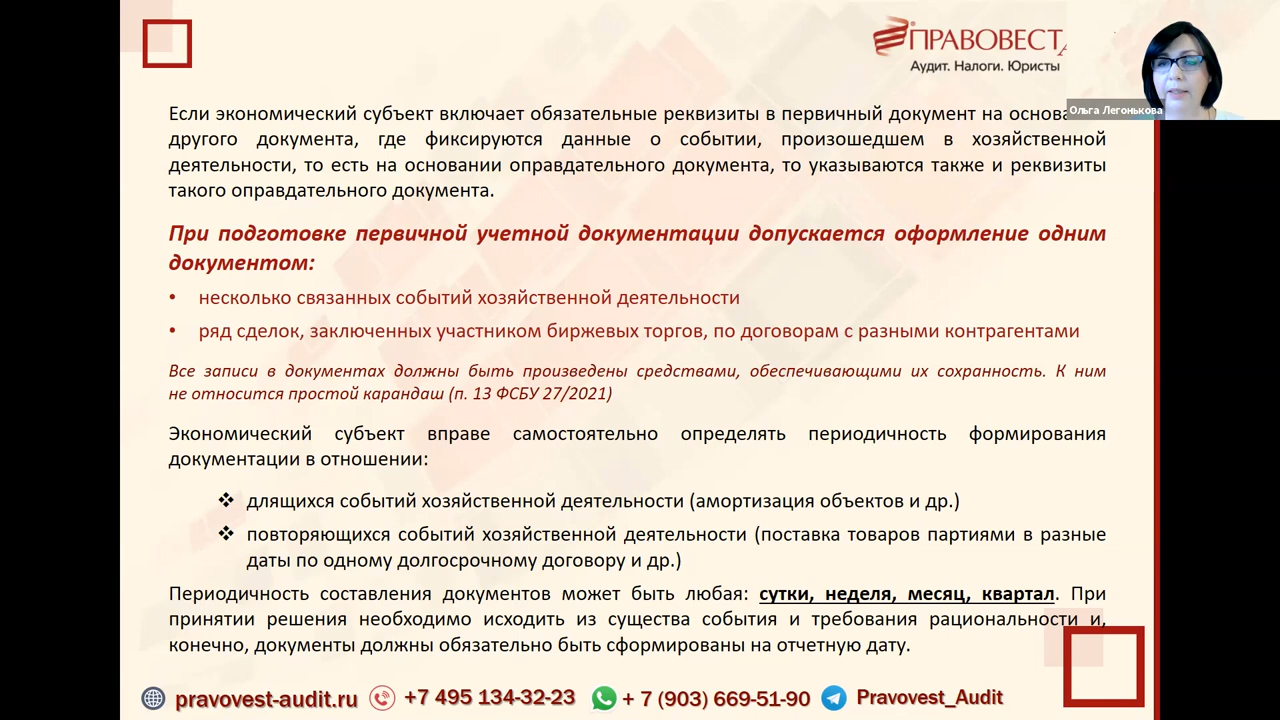 ПРАВОВЕСТ
Аудит. Налоги. Юристы
Ольга Легонькова
Если экономический субъект включает обязательные реквизиты в первичный документ на основа
другого документа, где фиксируются данные о событии, произошедшем в хозяйственной
деятельности, то есть на основании оправдательного документа, то указываются также и реквизиты
такого оправдательного документа.
При подготовке первичной учетной документации допускается оформление одним
документом:
• несколько связанных событий хозяйственной деятельности
• ряд сделок, заключенных участником биржевых торгов, по договорам с разными контрагентами
Все записи в документах должны быть произведены средствами, обеспечивающими их сохранность. К ним
не относится простой карандаш (п. 13 ФСБУ 27/2021)
Экономический субъект вправе самостоятельно определять периодичность формирования
документации в отношении:
❖ длящихся событий хозяйственной деятельности (амортизация объектов и др.)
❖ повторяющихся событий хозяйственной деятельности (поставка товаров партиями в разные
даты по одному долгосрочному договору и др.)
Периодичность составления документов может быть любая: сутки, неделя, месяц, квартал. При
принятии решения необходимо исходить из существа события и требования рациональности и,
конечно, документы должны обязательно быть сформированы на отчетную дату.
pravovest-audit.ru +7 495 134-32-23 + 7 (903) 669-51-90 Pravovest_Audit